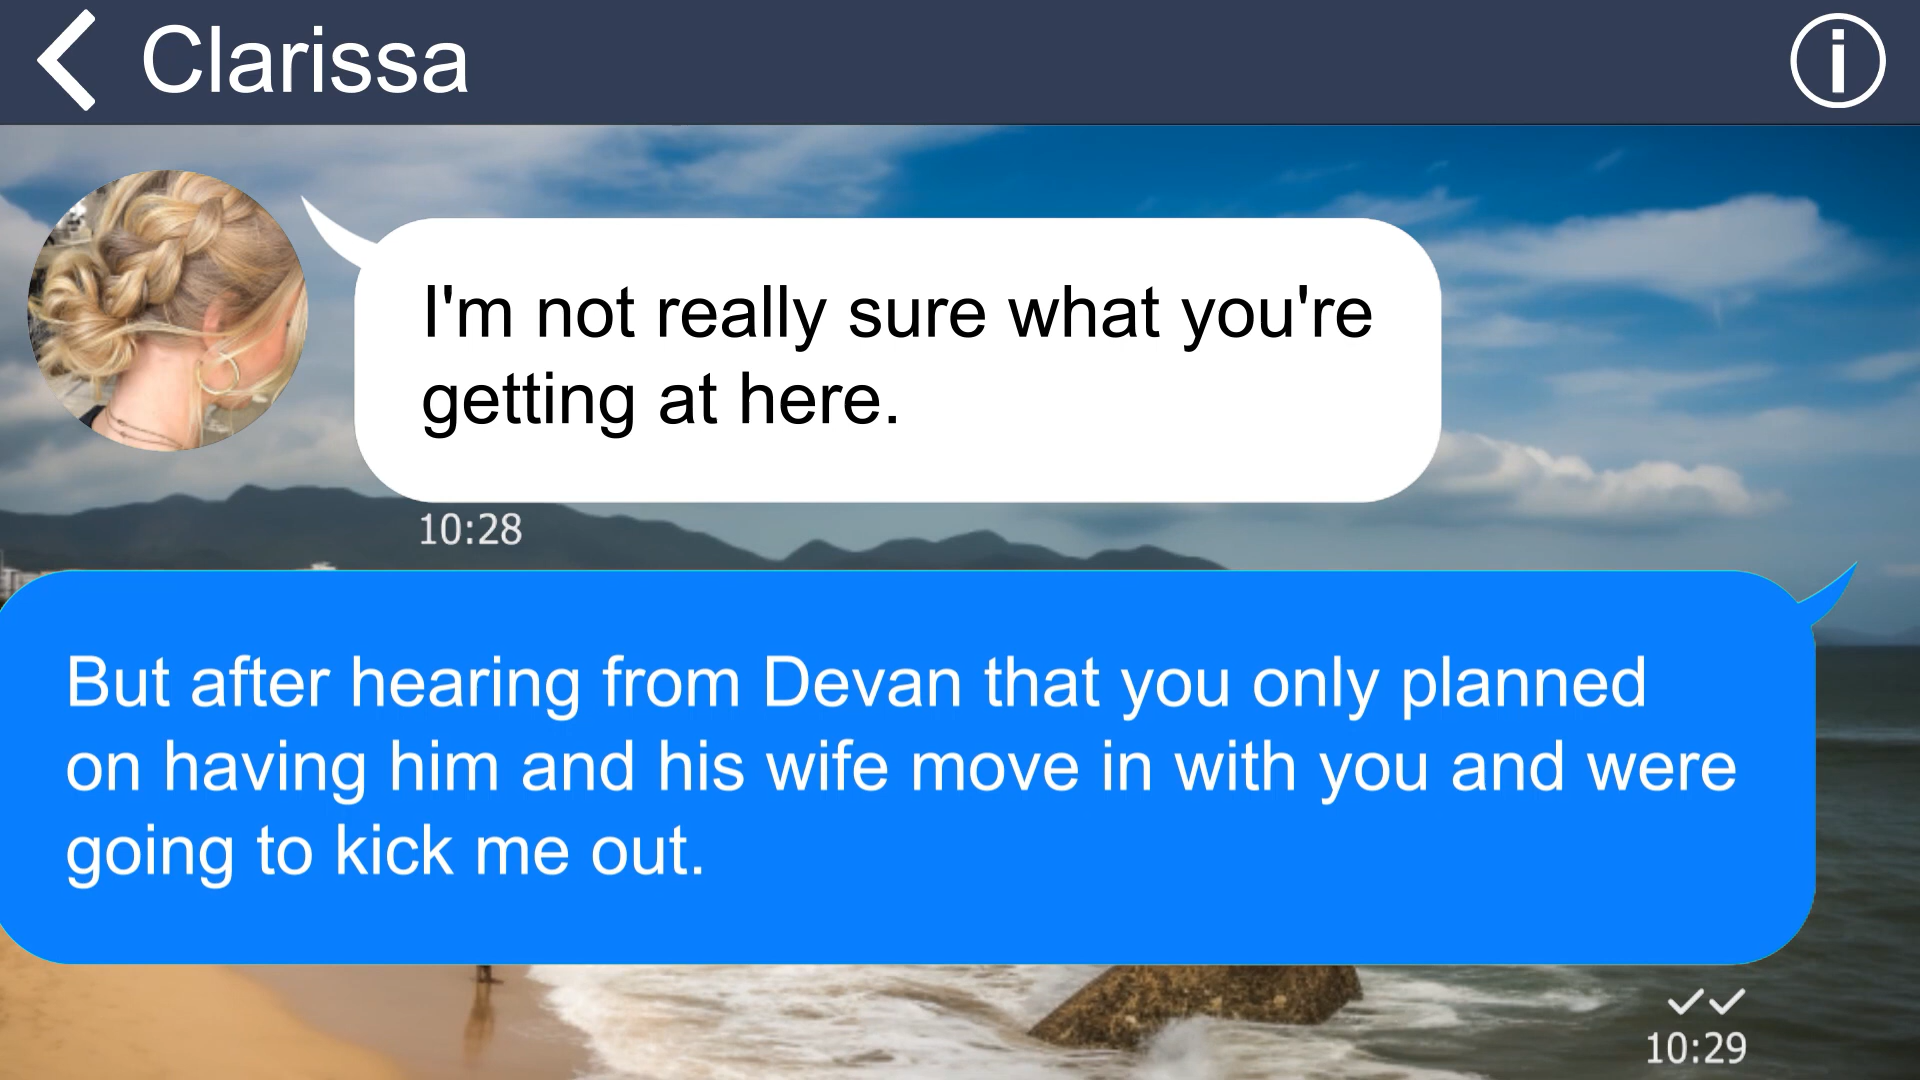 Clarissa
I'm not really sure what you're
getting at here.
10:28
But after hearing from Devan that you only planned
on having him and his wife move in with you and were
going to kick me out.
10:29